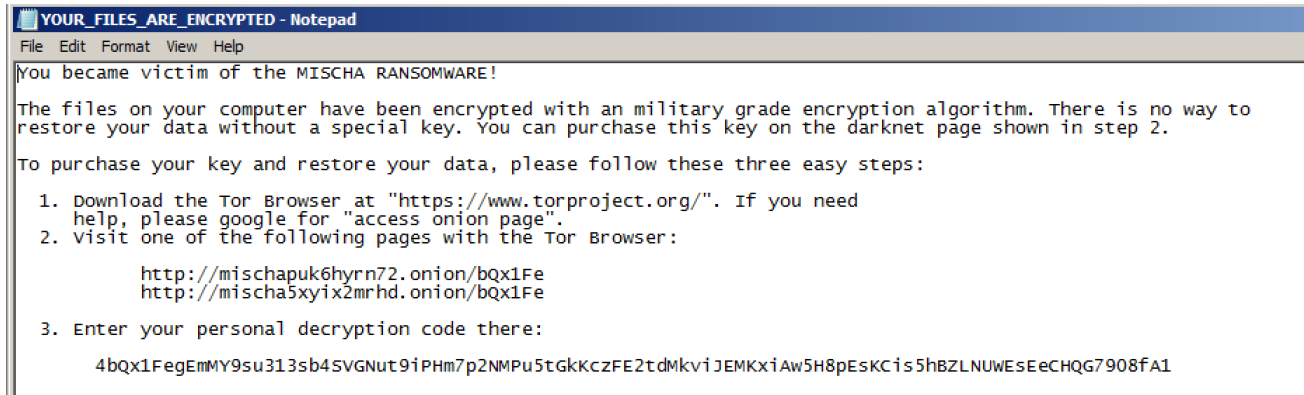 YOUR_FILES_ARE_ENCRYPTED - Notepad
File Edit Format View Help
You became victim of the MISCHA RANSOMWARE!
The files on your computer have been encrypted with an military grade encryption algorithm. There is no way to
restore your data without a special key. You can purchase this key on the darknet page shown in step 2.
To purchase your key and restore your data, please follow these three easy steps:
1. Download the Tor Browser at "https://www.torproject.org/". If you need
help, please google for "access onion page".
2. Visit one of the following pages with the Tor Browser:
http://mischapuk6hyrn72.onion/bQx1Fe
http://mischa5xyix2mrhd.onion/bQx1Fe
3. Enter your personal decryption code there:
4bQx1FegEmMY9su313sb4SVGNut9iPHm7p2NMPu5tGkKczFE2tdMkviJEMKxiAw5H8pEsKCis5hBZLNUWEsEeCHQG7908fA1